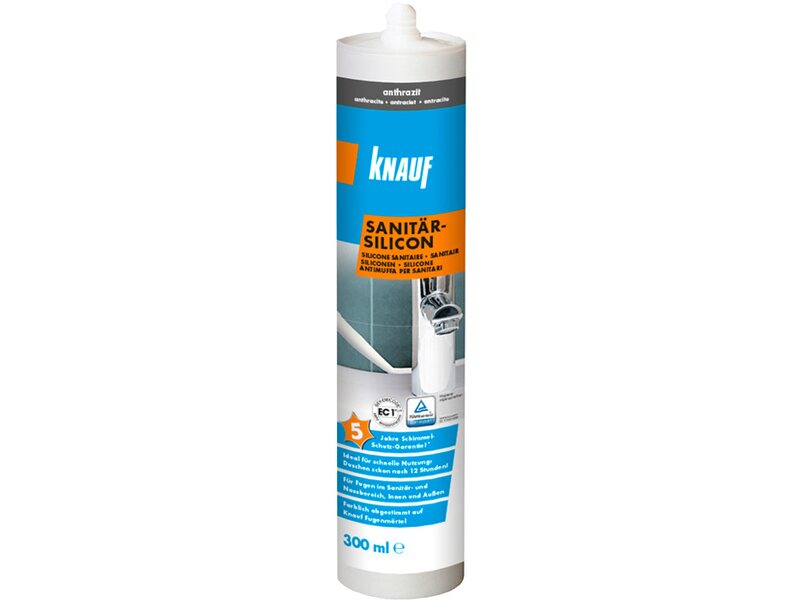 anthrazit
anthracite • antraciet • antracite
KNAUF
SANITÄR-
SILICON
SILICONE SANITAIRE • SANITAIR
SILICONEN • SILICONE
ANTIMUFFA PER SANITARI
EC1
5
Jahre Schimmel-
Schutz-Garantie!*
Ideal für schnelle Nutzung:
Duschen schon nach 12 Stunden!
Für Fugen im Sanitär- und
Nassbereich, Innen und Außen
Farblich abgestimmt auf
Knauf Fugenmörtel
300 ml e